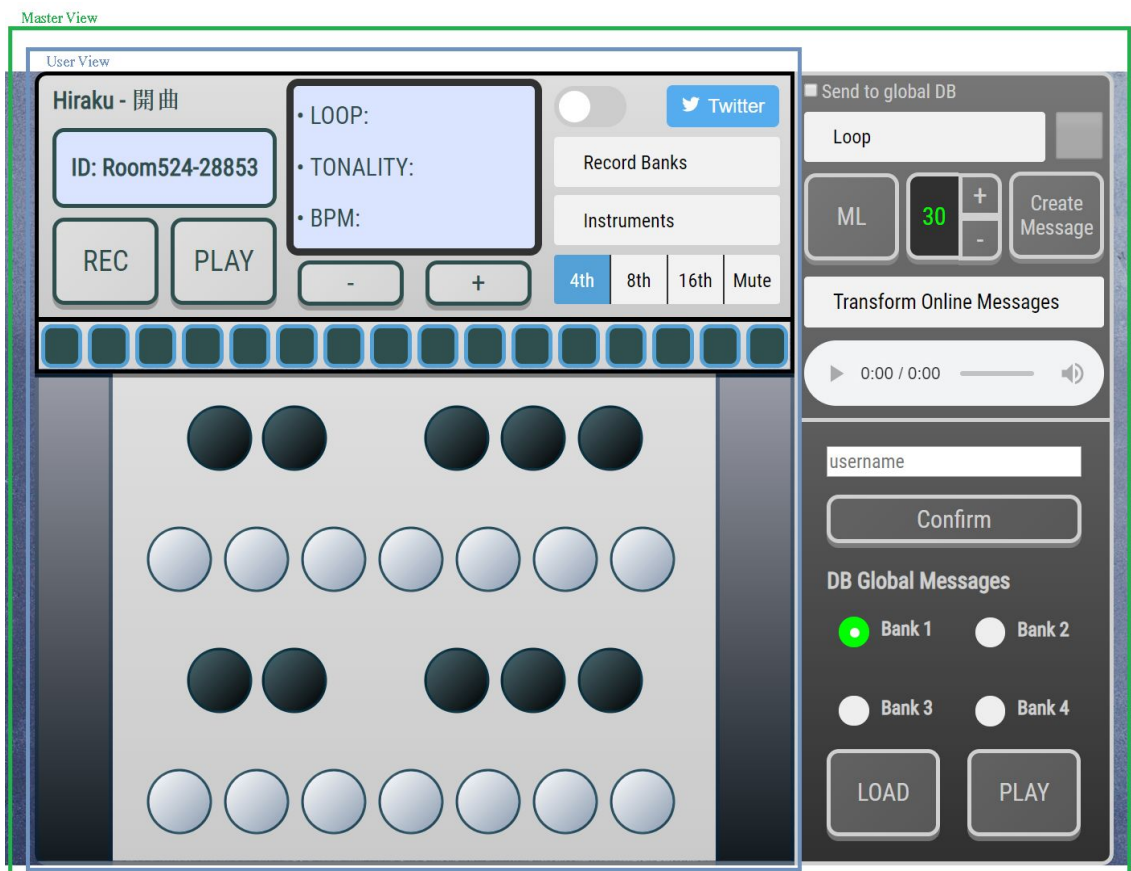 Master View
User View
Hiraku - 開曲
ID: Room524-28853
REC
PLAY
• LOOP:
• TONALITY:
• BPM:
-
+
Twitter
Record Banks
Instruments
4th 8th 16th Mute
Send to global DB
Loop
ML
30
+
-
Create
Message
Transform Online Messages
0:00 / 0:00
username
Confirm
DB Global Messages
Bank 1
Bank 2
Bank 3
Bank 4
LOAD
PLAY